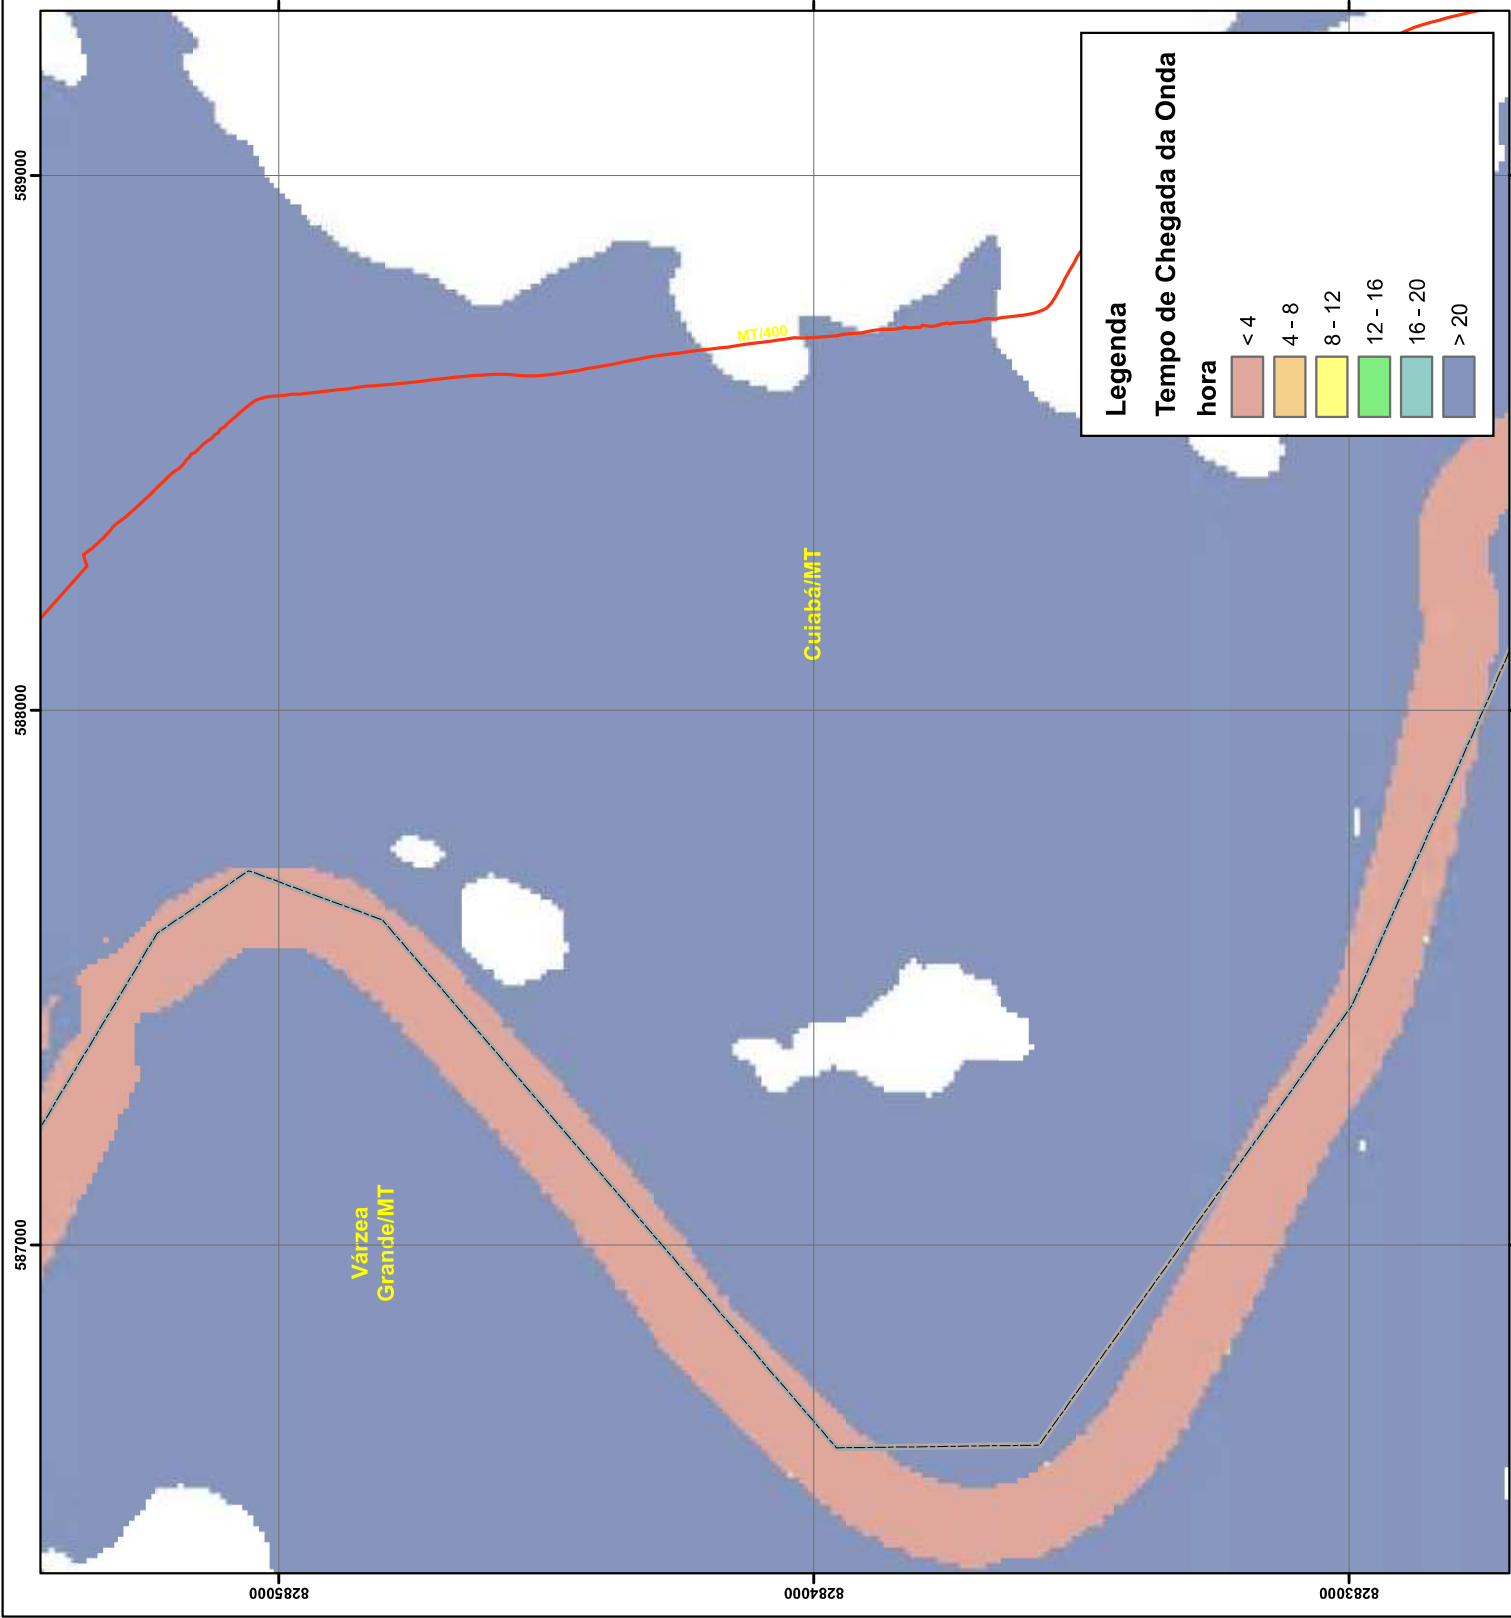 589000
588000
587000
8285000
8284000
8283000
MT/400
Cuiabá/MT
Várzea
Grande/MT
Legenda
Tempo de Chegada da Onda
hora
< 4
4 - 8
8 - 12
12 - 16
16 - 20
> 20